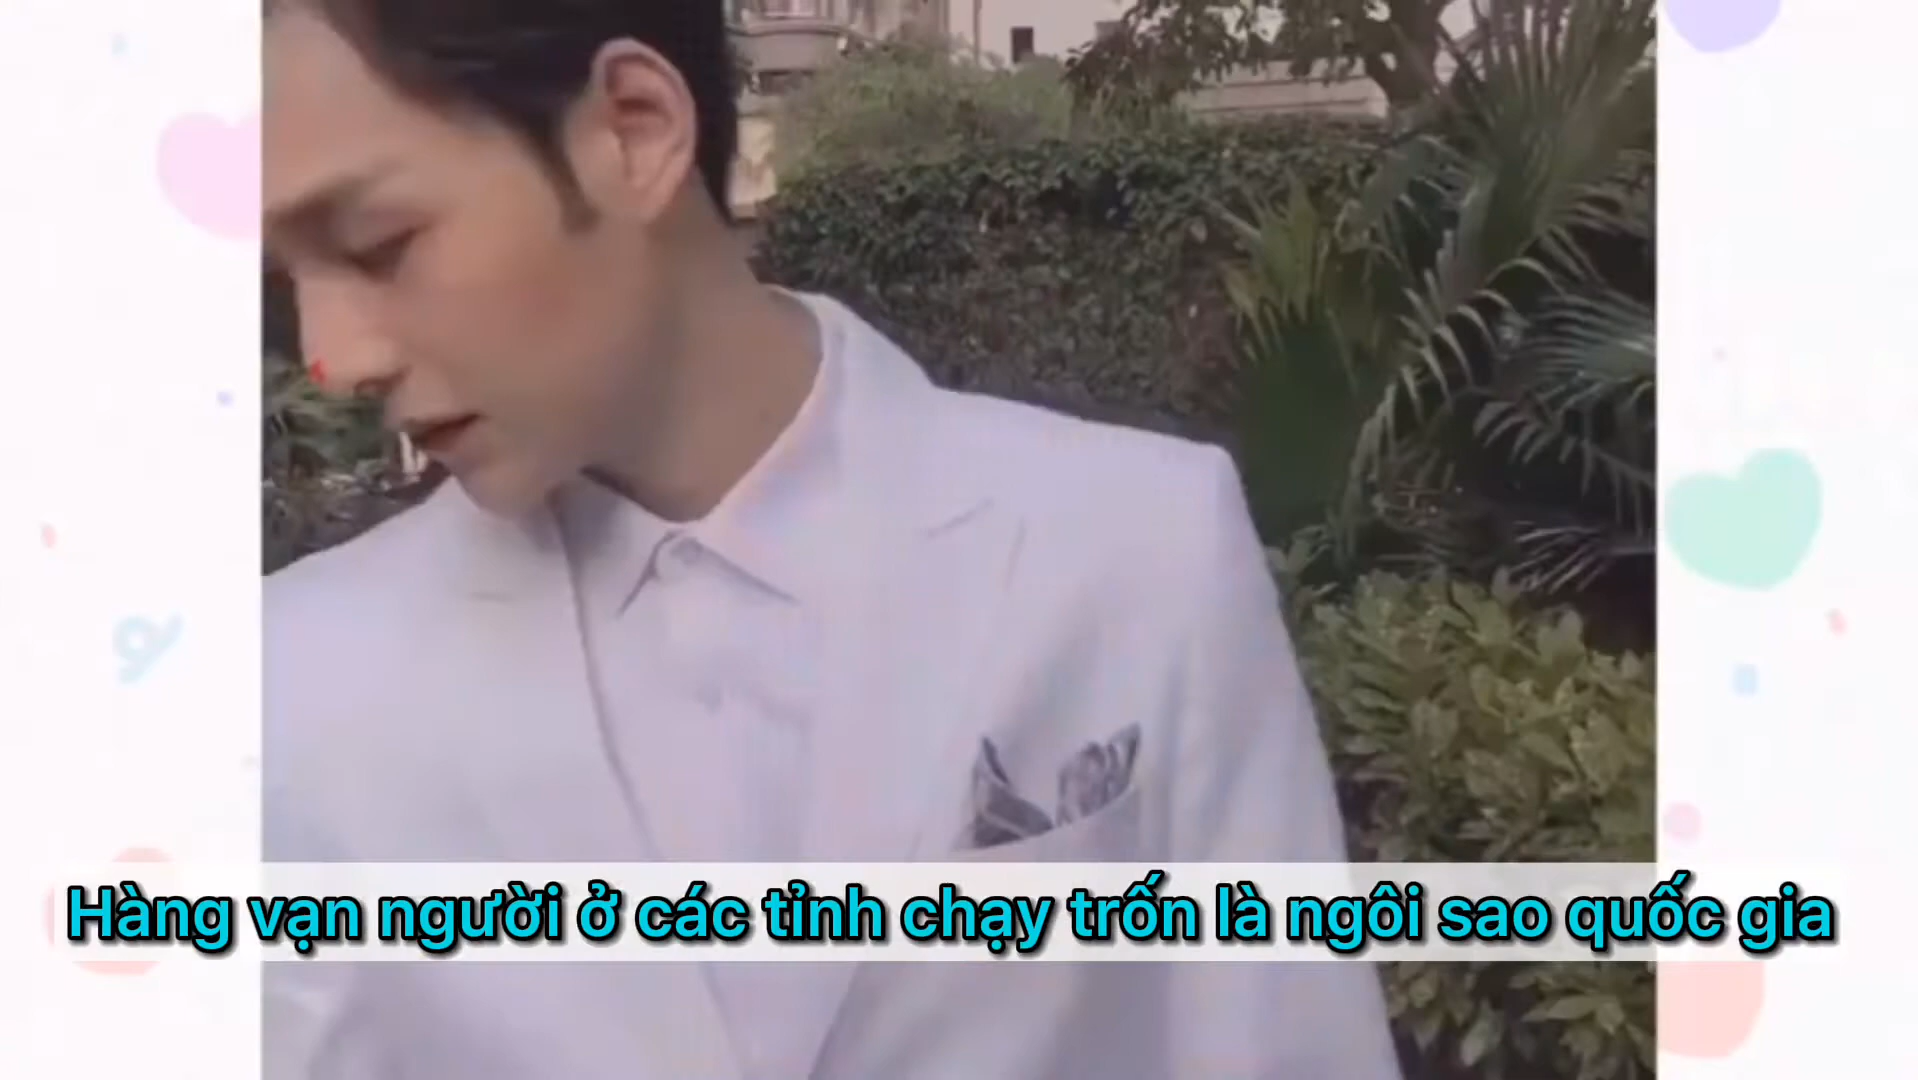 Hàng vạn người ở các tỉnh chạy trốn là ngôi sao quốc gia